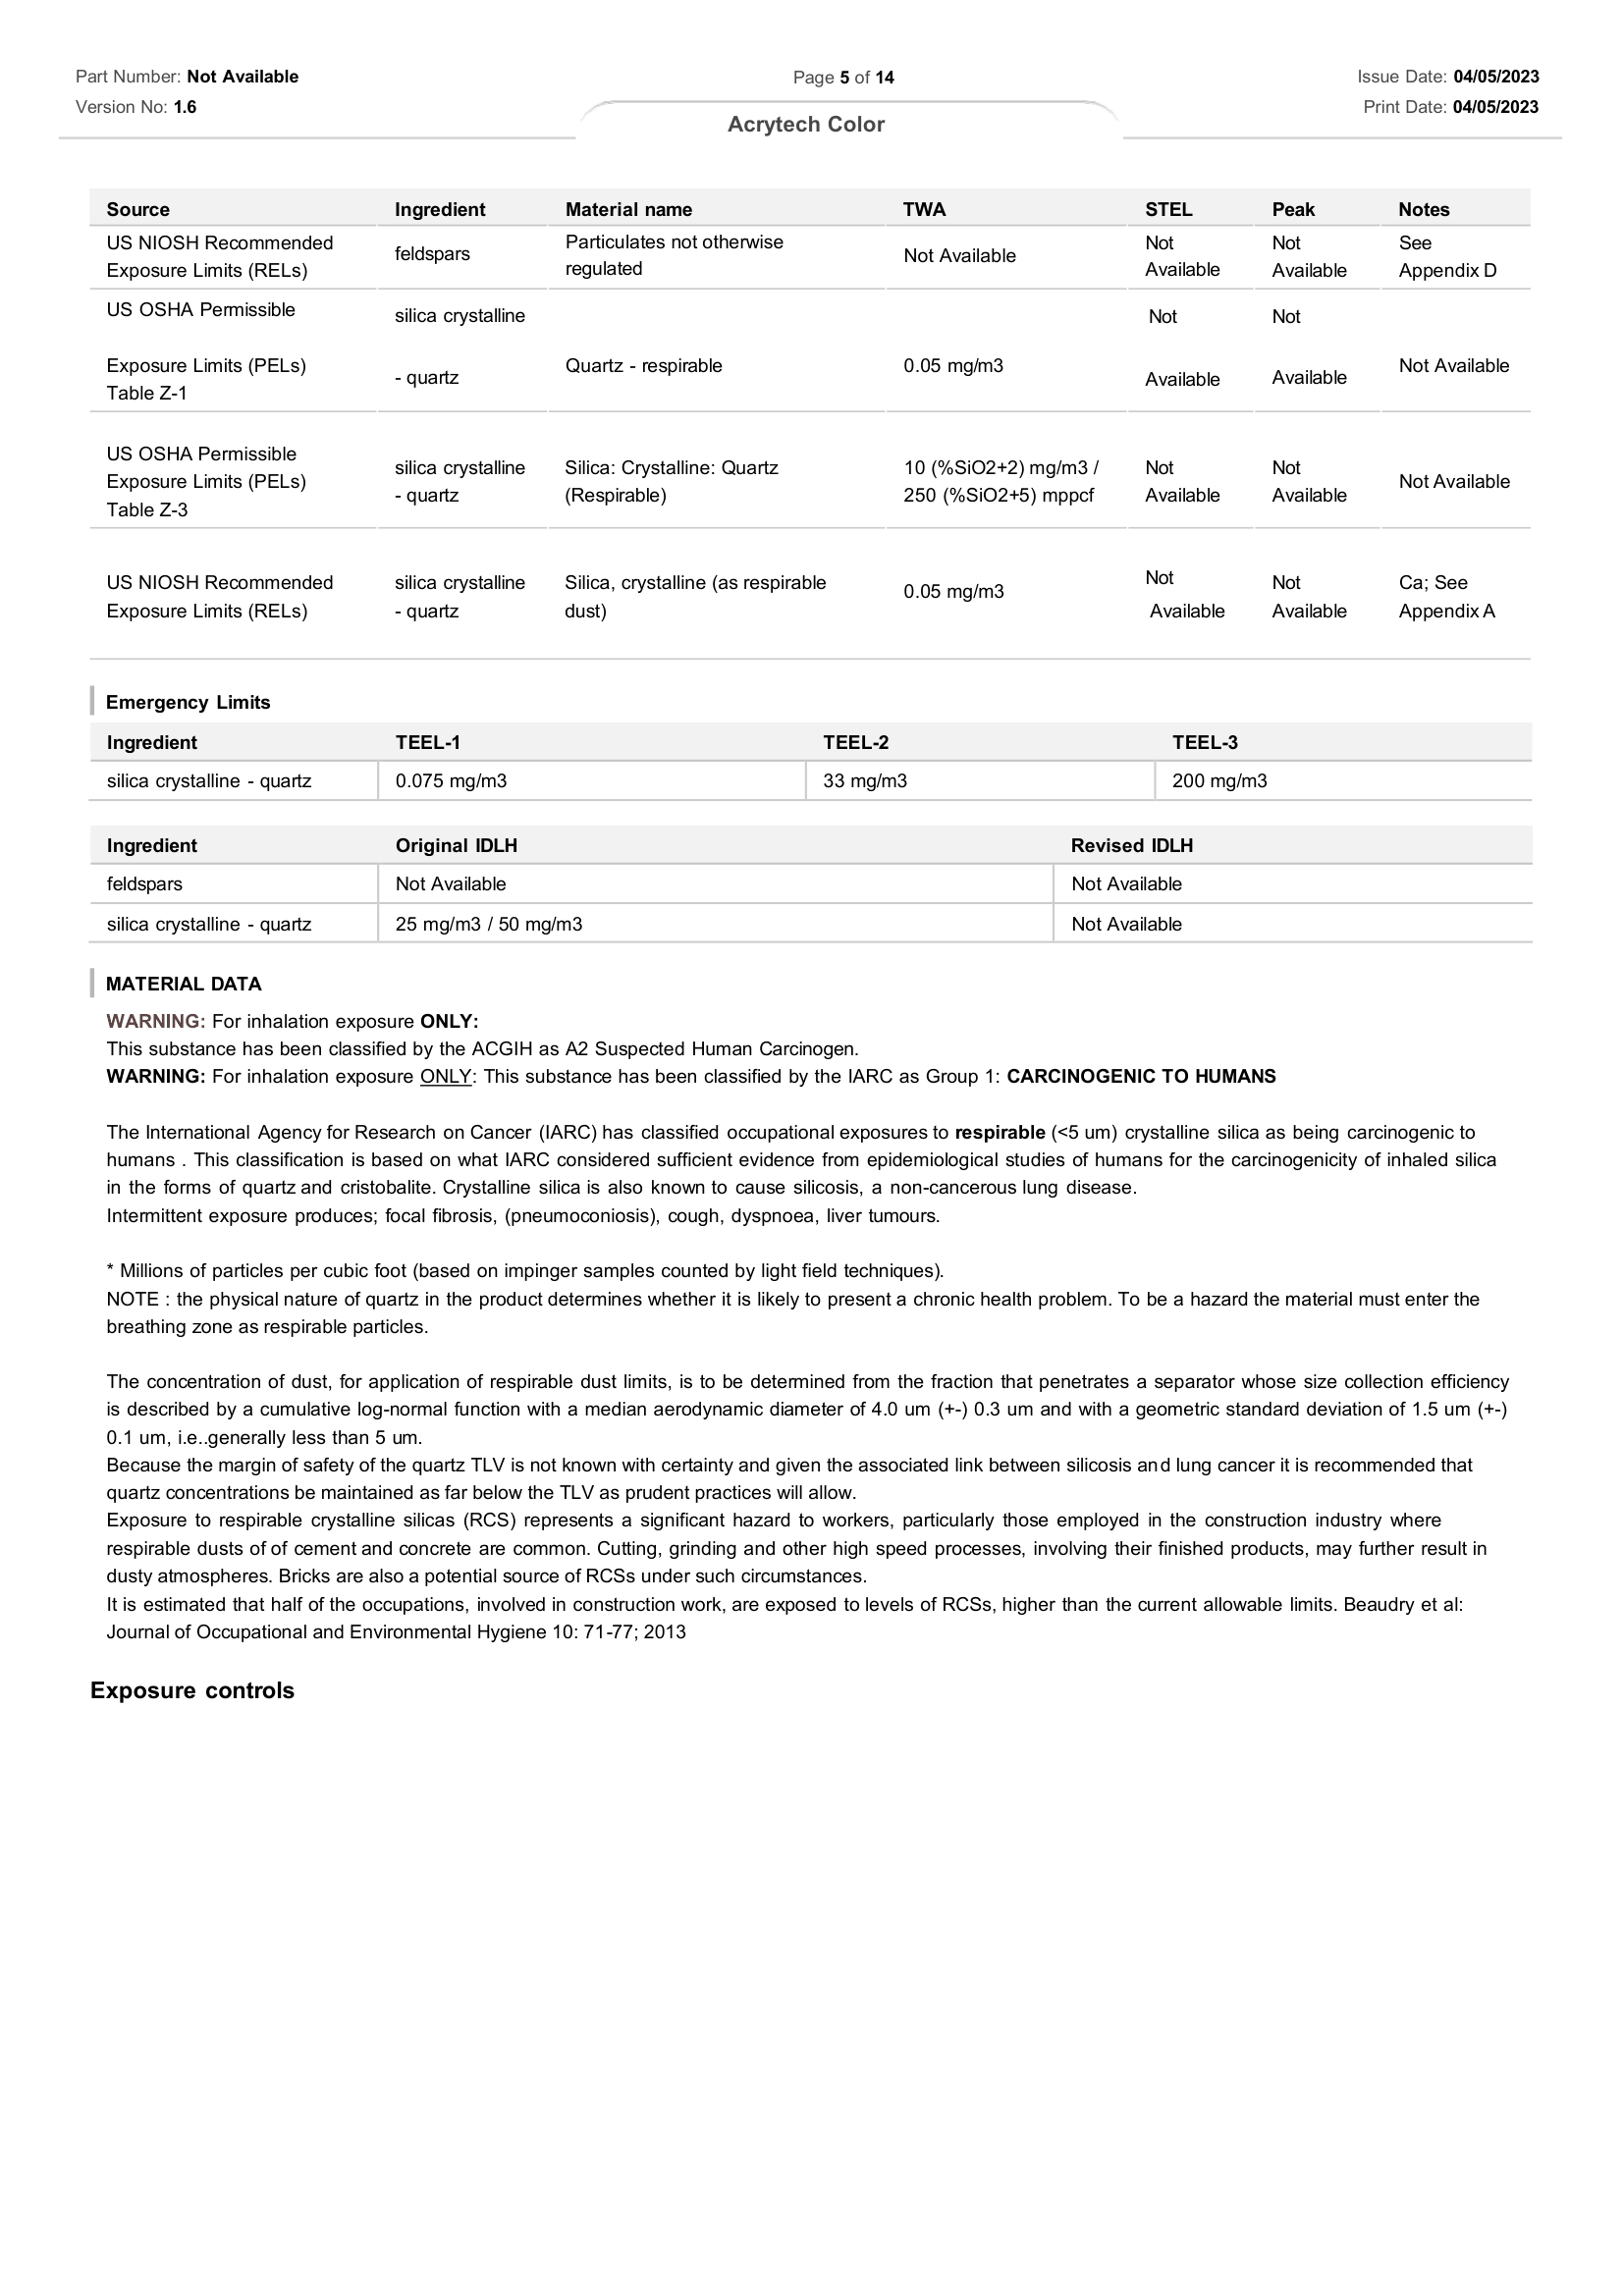 Part Number: Not Available
Page 5 of 14
Issue Date: 04/05/2023
Version No: 1.6
Print Date: 04/05/2023
Acrytech Color
Source Ingredient Material name TWA STEL Peak Notes
US NIOSH Recommended Particulates not otherwise Not Not See
feldspars Not Available
Exposure Limits (RELs) regulated Available Available Appendix D
US OSHA Permissible silica crystalline Not Not
Exposure Limits (PELs) Quartz - respirable 0.05 mg/m3 Not Available
- quartz Available Available
Table Z-1
US OSHA Permissible
silica crystalline Silica: Crystalline: Quartz 10 (%SiO2+2) mg/m3 / Not Not
Exposure Limits (PELs) Not Available
- quartz (Respirable) 250 (%SiO2+5) mppcf Available Available
Table Z-3
US NIOSH Recommended silica crystalline Silica, crystalline (as respirable Not Not Ca; See
0.05 mg/m3
Exposure Limits (RELs) - quartz dust) Available Available Appendix A
Emergency Limits
Ingredient TEEL-1 TEEL-2 TEEL-3
silica crystalline - quartz 0.075 mg/m3 33 mg/m3 200 mg/m3
Ingredient Original IDLH Revised IDLH
feldspars Not Available Not Available
silica crystalline - quartz 25 mg/m3 / 50 mg/m3 Not Available
MATERIAL DATA
WARNING: For inhalation exposure ONLY:
This substance has been classified by the ACGIH as A2 Suspected Human Carcinogen.
WARNING: For inhalation exposure ONLY: This substance has been classified by the IARC as Group 1: CARCINOGENIC TO HUMANS
The International Agency for Research on Cancer (IARC) has classified occupational exposures to respirable (<5 um) crystalline silica as being carcinogenic to
humans . This classification is based on what IARC considered sufficient evidence from epidemiological studies of humans for the carcinogenicity of inhaled silica
in the forms of quartz and cristobalite. Crystalline silica is also known to cause silicosis, a non-cancerous lung disease.
Intermittent exposure produces; focal fibrosis, (pneumoconiosis), cough, dyspnoea, liver tumours.
* Millions of particles per cubic foot (based on impinger samples counted by light field techniques).
NOTE : the physical nature of quartz in the product determines whether it is likely to present a chronic health problem. To be a hazard the material must enter the
breathing zone as respirable particles.
The concentration of dust, for application of respirable dust limits, is to be determined from the fraction that penetrates a separator whose size collection efficiency
is described by a cumulative log-normal function with a median aerodynamic diameter of 4.0 um (+-) 0.3 um and with a geometric standard deviation of 1.5 um (+-)
0.1 um, i.e..generally less than 5 um.
Because the margin of safety of the quartz TLV is not known with certainty and given the associated link between silicosis and lung cancer it is recommended that
quartz concentrations be maintained as far below the TLV as prudent practices will allow.
Exposure to respirable crystalline silicas (RCS) represents a significant hazard to workers, particularly those employed in the construction industry where
respirable dusts of of cement and concrete are common. Cutting, grinding and other high speed processes, involving their finished products, may further result in
dusty atmospheres. Bricks are also a potential source of RCSs under such circumstances.
It is estimated that half of the occupations, involved in construction work, are exposed to levels of RCSs, higher than the current allowable limits. Beaudry et al:
Journal of Occupational and Environmental Hygiene 10: 71-77; 2013
Exposure controls